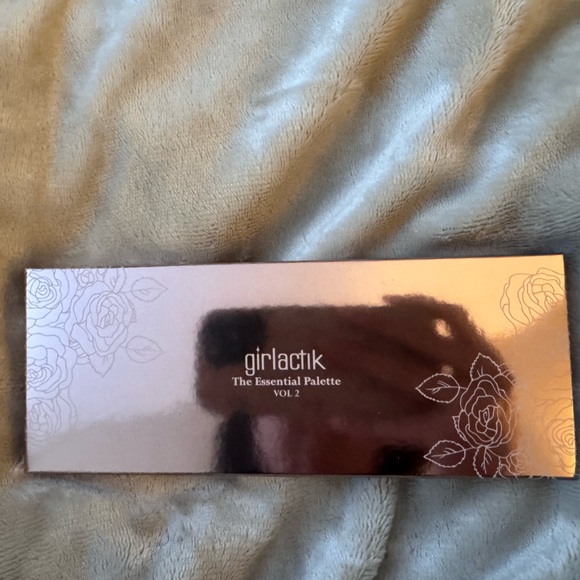 girlactik
The Essential Palette
VOL 2